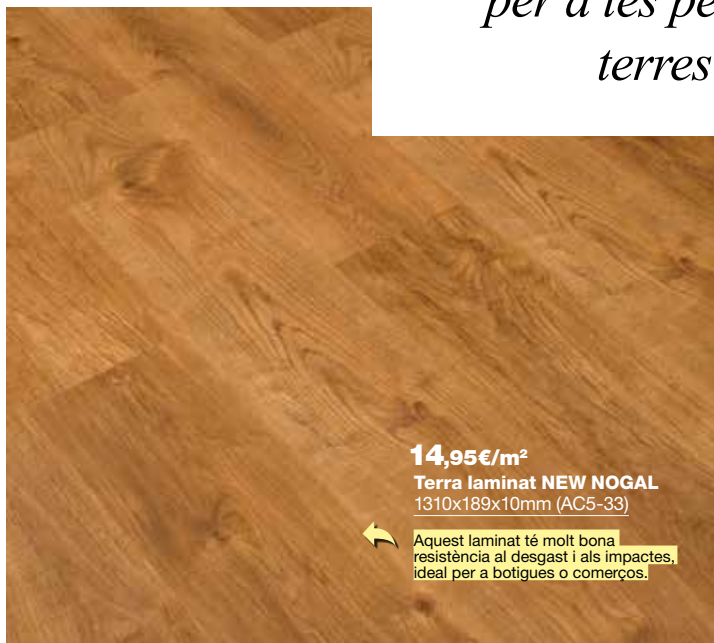 per a les
terres
14,95€/m²
Terra laminat NEW NOGAL
1310x189x10mm (AC5-33)
Aquest laminat té molt bona
resistència al desgast i als impactes,
ideal per a botigues o comerços.